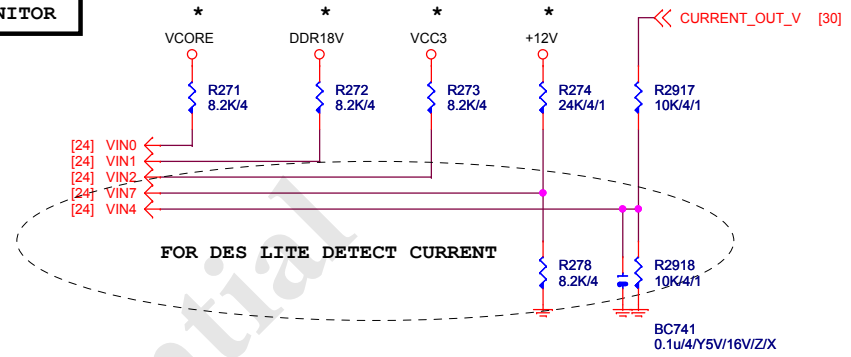 NITOR
* * * *
CURRENT_OUT_V [30]
VCORE DDR18V VCC3 +12V
R271
8.2K/4
R272
8.2K/4
R273
8.2K/4
R274
24K/4/1
R2917
10K/4/1
[24] VIN0
[24] VIN1
[24] VIN2
[24] VIN7
[24] VIN4
FOR DES LITE DETECT CURRENT
R278
8.2K/4
R2918
10K/4/1
BC741
0.1u/4/Y5V/16V/Z/X
ntial